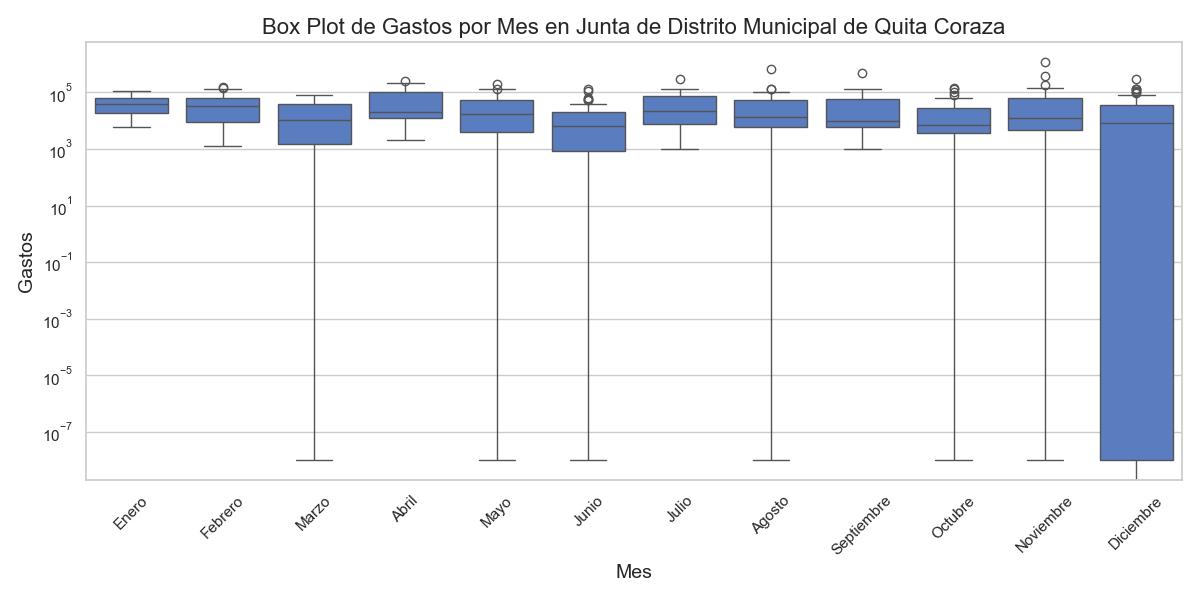 Box Plot de Gastos por Mes en Junta de Distrito Municipal de Quita Coraza
Gastos
10^5
10^3
10^1
10^−1
10^−3
10^−5
10^−7
Enero
Febrero
Marzo
Abril
Mayo
Junio
Julio
Agosto
Septiembre
Octubre
Noviembre
Diciembre
Mes